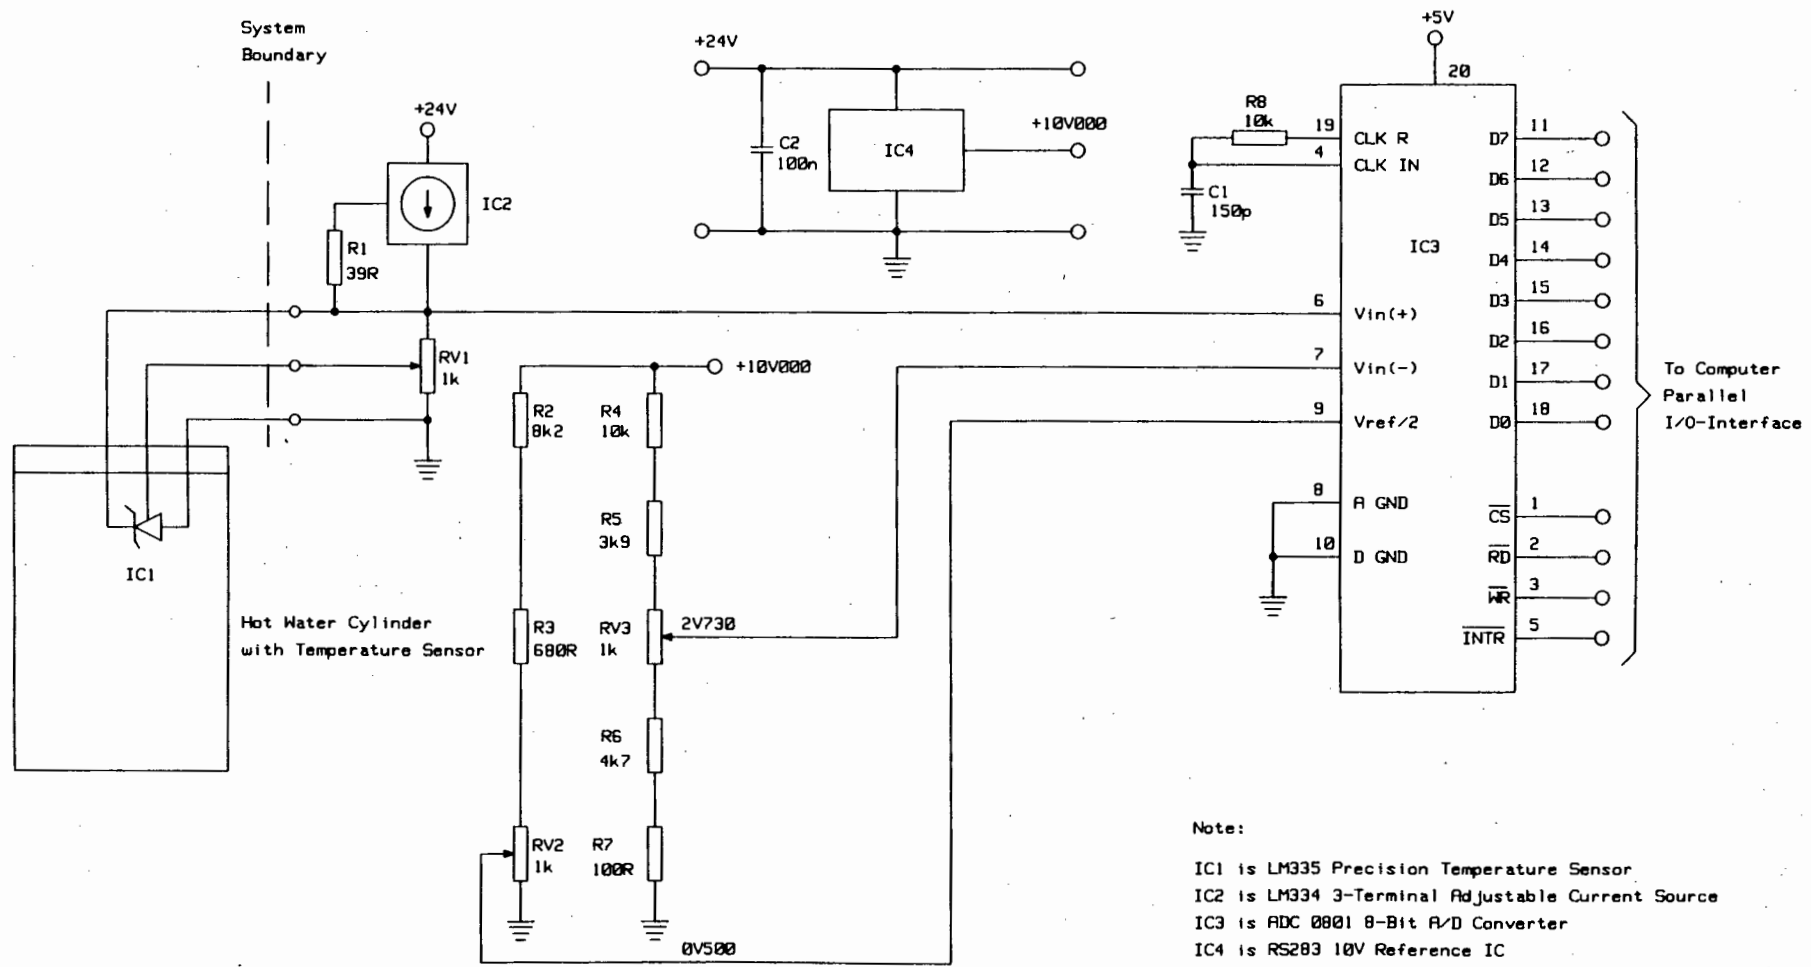 System
Boundary
+24V
IC2
R1
39R
RV1
1k
IC1
Hot Water Cylinder
with Temperature Sensor
+24V
C2
100n
IC4
+10V000
+10V000
R2
8k2
R4
10k
R5
3k9
R3
680R
RV3
1k
2V730
R6
4k7
RV2
1k
R7
100R
0V500
+5V
20
R8
10k
C1
150p
19 CLK R
4 CLK IN
IC3
6 Vin(+)
7 Vin(-)
9 Vref/2
8 A GND
10 D GND
D7 11
D6 12
D5 13
D4 14
D3 15
D2 16
D1 17
D0 18
CS 1
RD 2
WR 3
INTR 5
To Computer
Parallel
I/O-Interface
Note:
IC1 is LM335 Precision Temperature Sensor
IC2 is LM334 3-Terminal Adjustable Current Source
IC3 is ADC 0801 8-Bit A/D Converter
IC4 is RS283 10V Reference IC